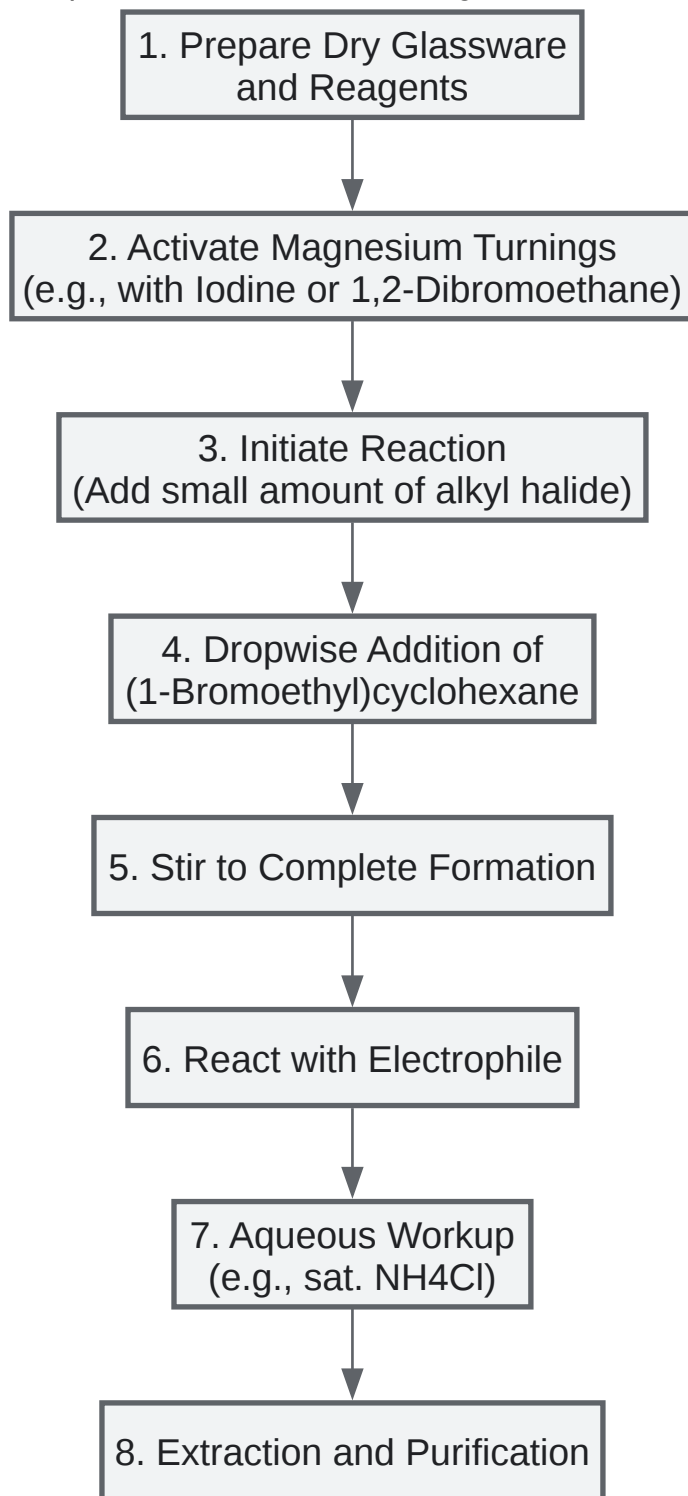 1. Prepare Dry Glassware
and Reagents
2. Activate Magnesium Turnings
(e.g., with Iodine or 1,2-Dibromoethane)
3. Initiate Reaction
(Add small amount of alkyl halide)
4. Dropwise Addition of
(1-Bromoethyl)cyclohexane
5. Stir to Complete Formation
6. React with Electrophile
7. Aqueous Workup
(e.g., sat. NH4Cl)
8. Extraction and Purification